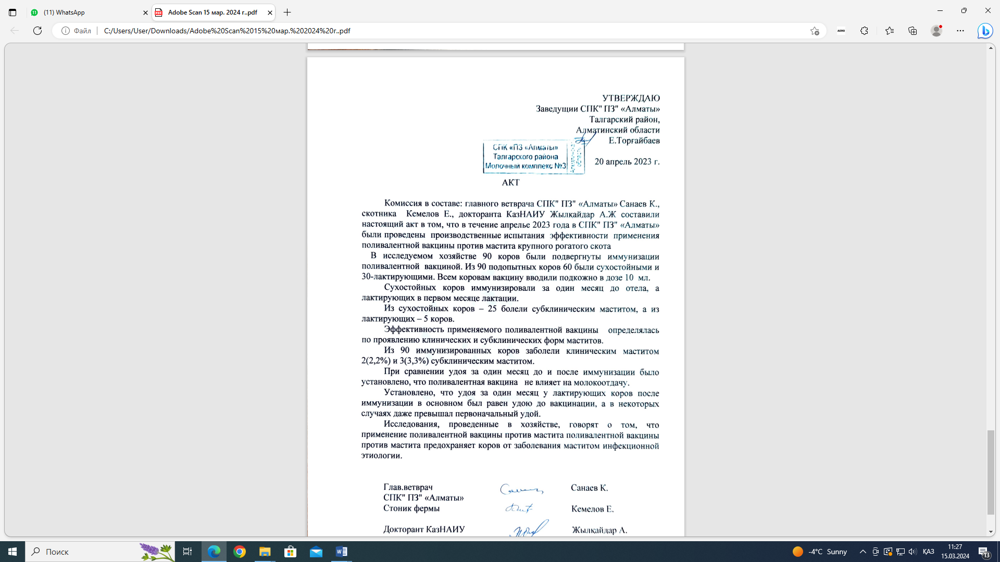 (11) WhatsApp
Adobe Scan 15 мар. 2024 г..pdf
Файл
C:/Users/User/Downloads/Adobe%20Scan%2015%20мар.%202024%20г..pdf
AERO
УТВЕРЖДАЮ
Заведущии СПК" ПЗ" «Алматы»
Талгарский район,
Алматинский области
Е.Торғайбаев
СПК «ПЗ «Алматы»
Талгарского района
Молочный комплекс №3
Алматинская
область
20 апрель 2023 г.
АКТ
Комиссия в составе: главного ветврача СПК" ПЗ" «Алматы» Санаев К.,
скотника Кемелов Е., докторанта КазНАИУ Жылқайдар А.Ж составили
настоящий акт в том, что в течение апрелье 2023 года в СПК" ПЗ" «Алматы»
были проведены производственные испытания эффективности применения
поливалентной вакцины против мастита крупного рогатого скота
В исследуемом хозяйстве 90 коров были подвергнуты иммунизации
поливалентной вакциной. Из 90 подопытных коров 60 были сухостойными и
30-лактирующими. Всем коровам вакцину вводили подкожно в дозе 10 мл.
Сухостойных коров иммунизировали за один месяц до отела, а
лактирующих в первом месяце лактации.
Из сухостойных коров – 25 болели субклиническим маститом, а из
лактирующих – 5 коров.
Эффективность применяемого поливалентной вакцины определялась
по проявлению клинических и субклинических форм маститов.
Из 90 иммунизированных коров заболели клиническим маститом
2(2,2%) и 3(3,3%) субклиническим маститом.
При сравнении удоя за один месяц до и после иммунизации было
установлено, что поливалентная вакцина не влияет на молокоотдачу.
Установлено, что удоя за один месяц у лактирующих коров после
иммунизации в основном был равен удою до вакцинации, а в некоторых
случаях даже превышал первоначальный удой.
Исследования, проведенные в хозяйстве, говорят о том, что
применение поливалентной вакцины против мастита поливалентной вакцины
против мастита предохраняет коров от заболевания маститом инфекционной
этиологии.
Глав.ветврач
Санаев К.
СПК" ПЗ" «Алматы»
Стоник фермы
Кемелов Е.
Докторант КазНАИУ
Жылқайдар А.
Поиск
-4°C Sunny
ҚАЗ
11:27
15.03.2024
13